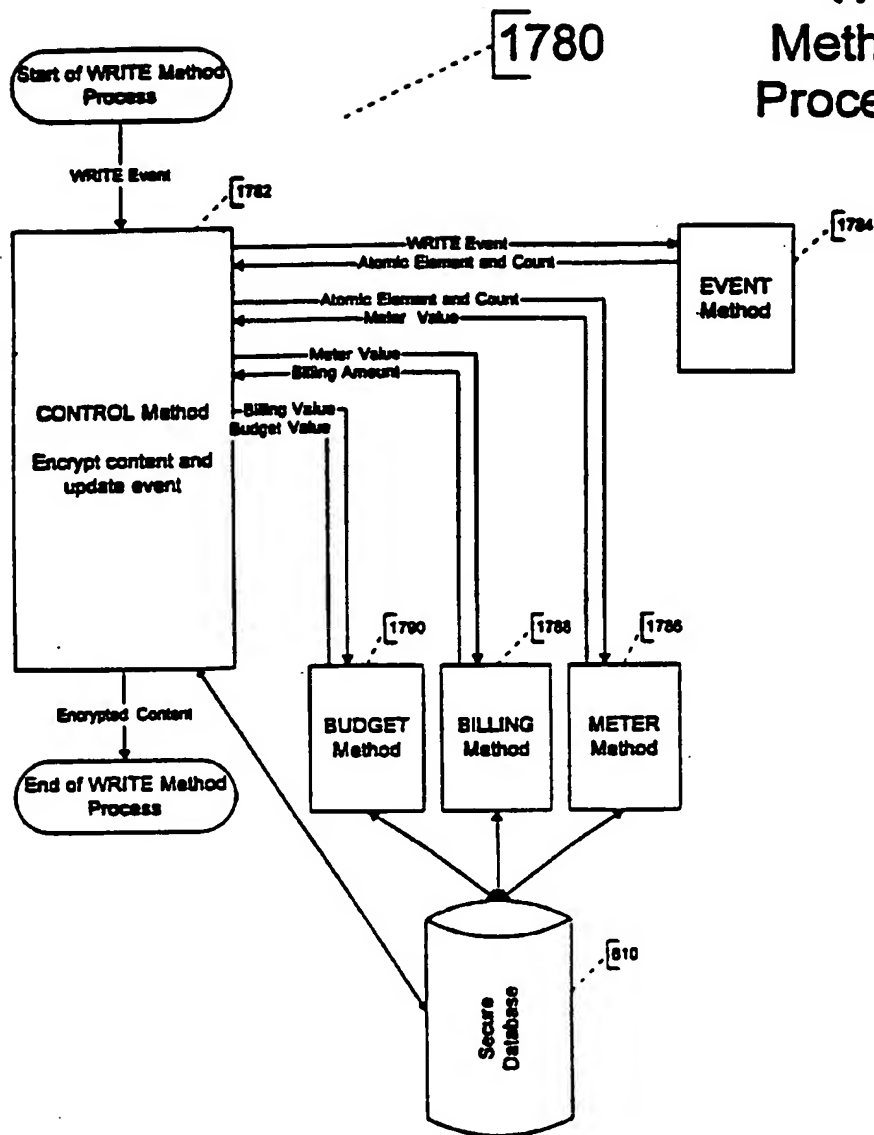 1780
Start of WRITE Method
Process
WRITE Event
1782
WRITE Event
Atomic Element and Count
EVENT
Method
1784
Atomic Element and Count
Meter Value
Meter Value
Billing Amount
CONTROL Method
Encrypt content and
update event
Billing Value
Budget Value
1790
1788
1786
BUDGET
Method
BILLING
Method
METER
Method
Encrypted Content
End of WRITE Method
Process
Secure
Database
610